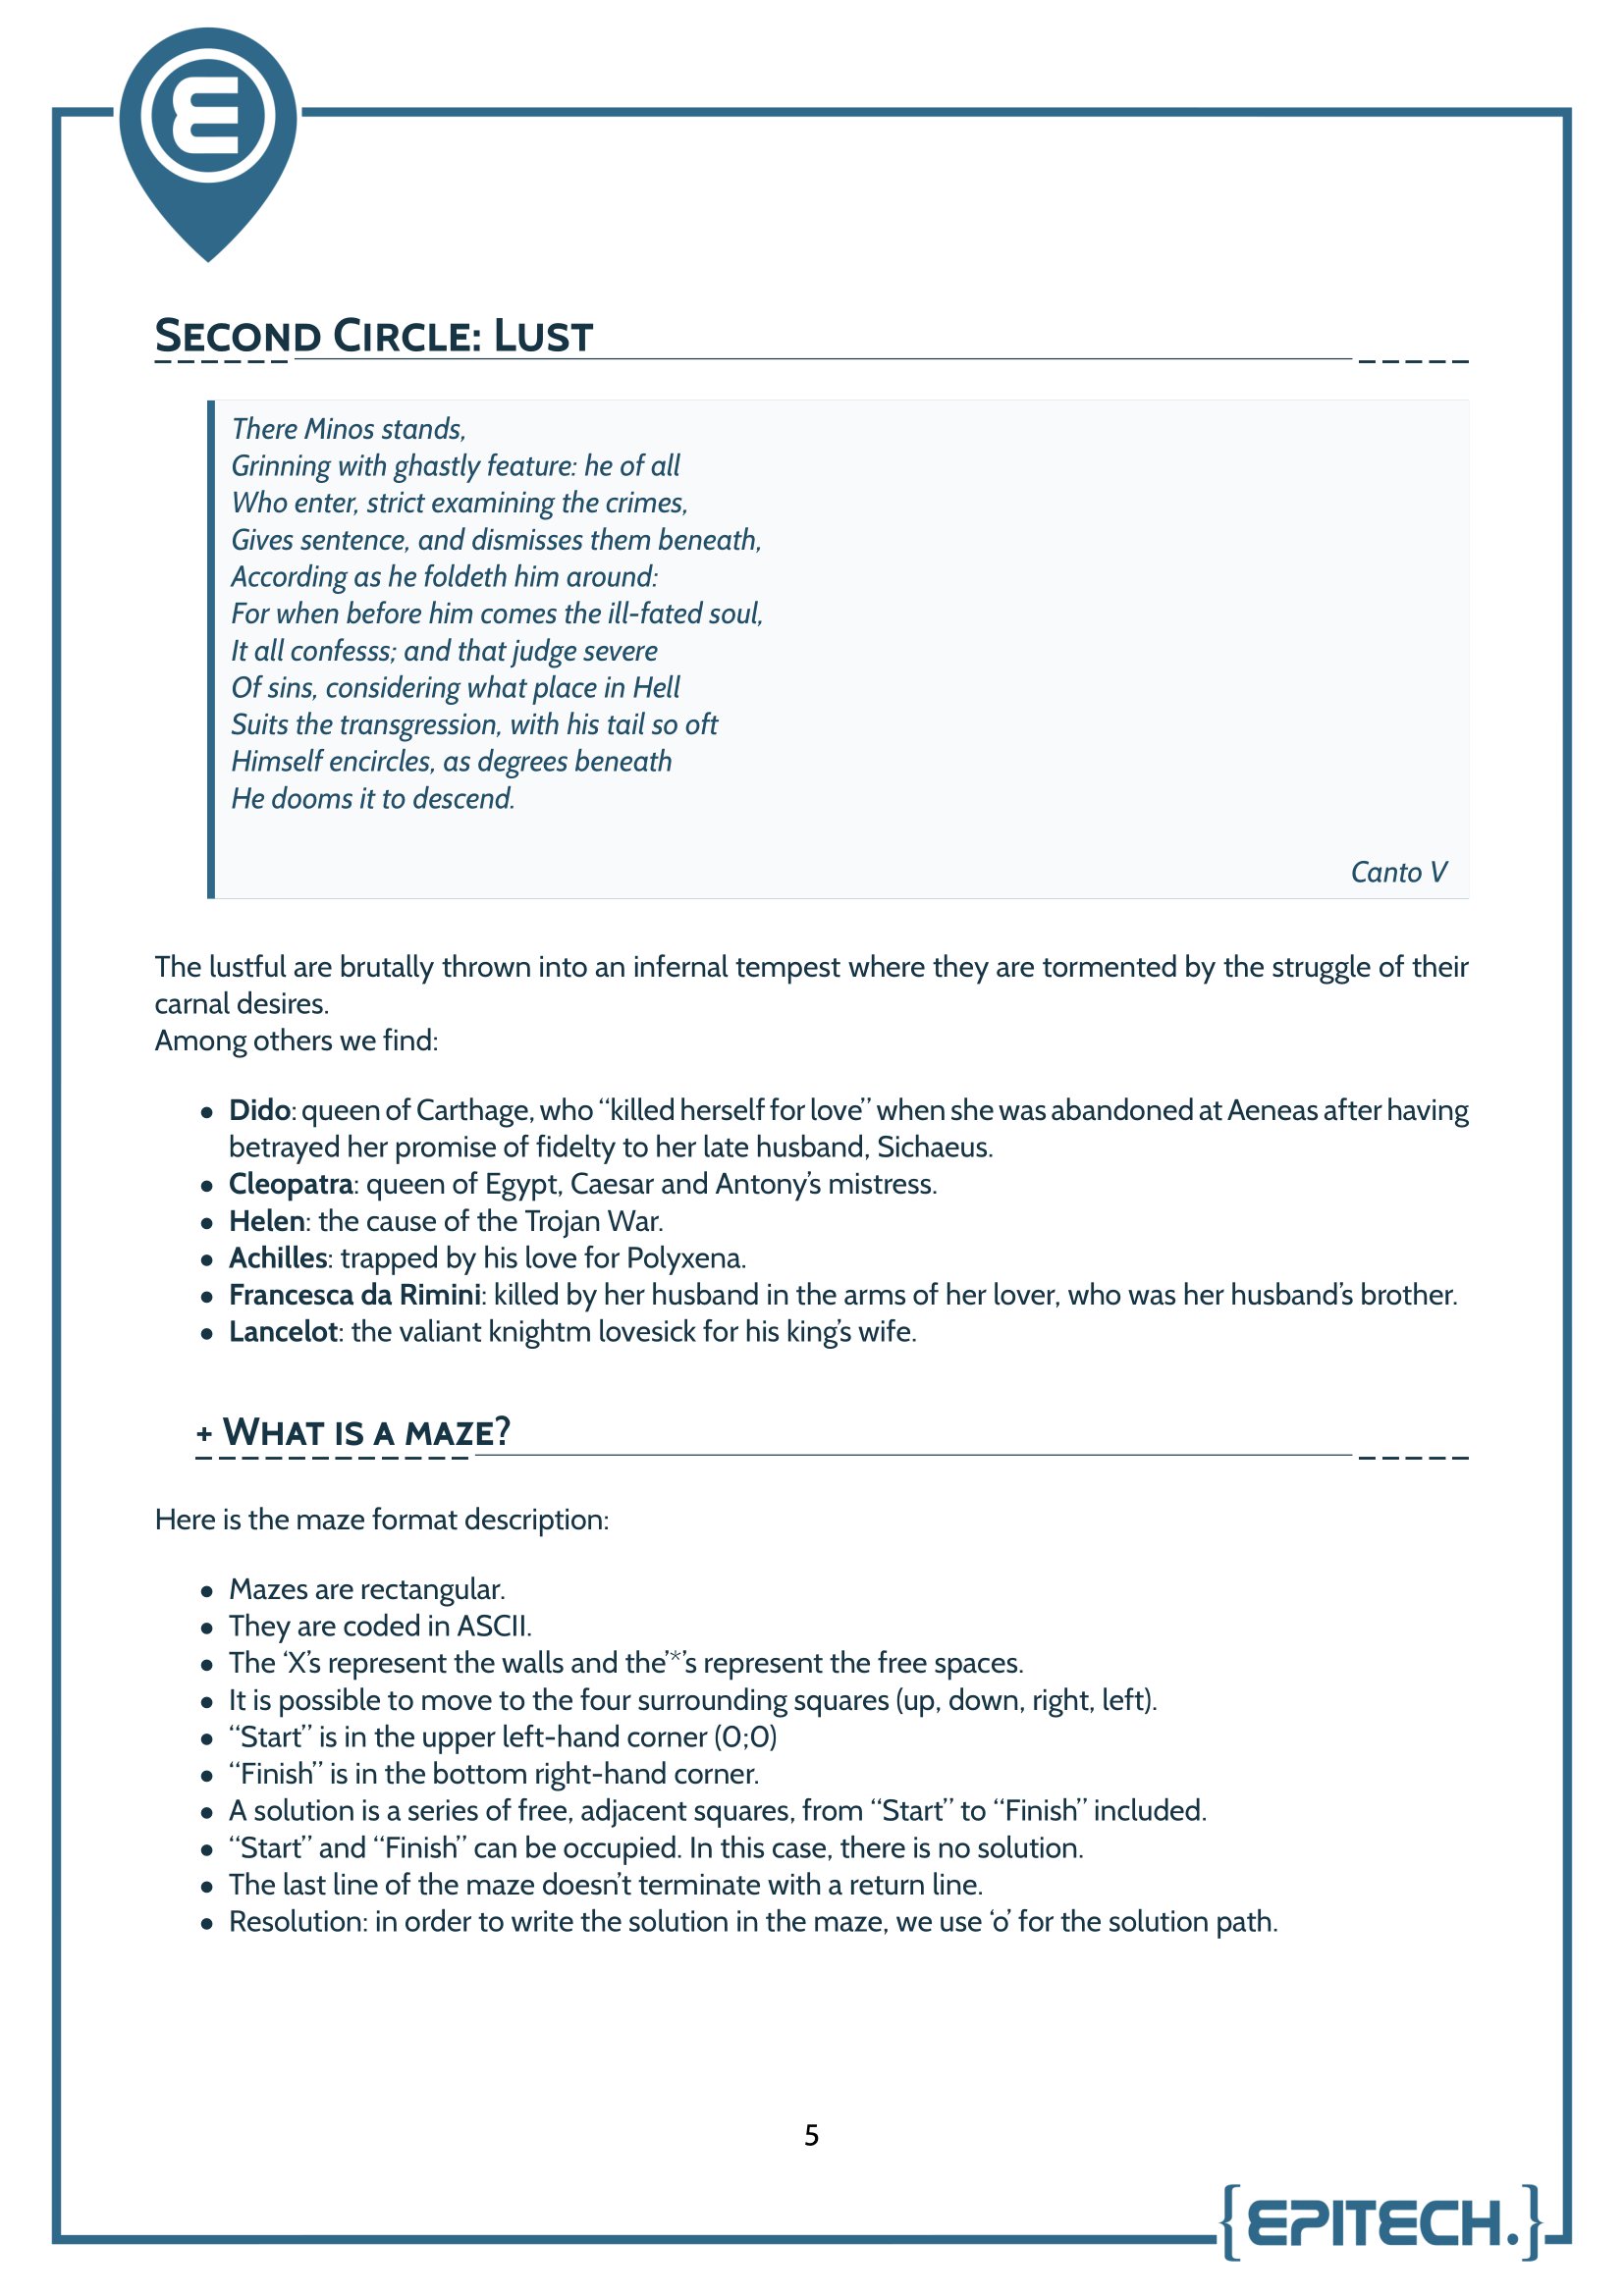 SECOND CIRCLE: LUST
There Minos stands,
Grinning with ghastly feature: he of all
Who enter, strict examining the crimes,
Gives sentence, and dismisses them beneath,
According as he foldeth him around:
For when before him comes the ill-fated soul,
It all confesss; and that judge severe
Of sins, considering what place in Hell
Suits the transgression, with his tail so oft
Himself encircles, as degrees beneath
He dooms it to descend.
Canto V
The lustful are brutally thrown into an infernal tempest where they are tormented by the struggle of their
carnal desires.
Among others we find:
• Dido: queen of Carthage, who “killed herself for love” when she was abandoned at Aeneas after having
betrayed her promise of fidelty to her late husband, Sichaeus.
• Cleopatra: queen of Egypt, Caesar and Antony’s mistress.
• Helen: the cause of the Trojan War.
• Achilles: trapped by his love for Polyxena.
• Francesca da Rimini: killed by her husband in the arms of her lover, who was her husband’s brother.
• Lancelot: the valiant knightm lovesick for his king’s wife.
+ WHAT IS A MAZE?
Here is the maze format description:
• Mazes are rectangular.
• They are coded in ASCII.
• The ‘X’s represent the walls and the’*’s represent the free spaces.
• It is possible to move to the four surrounding squares (up, down, right, left).
• “Start” is in the upper left-hand corner (0;0)
• “Finish” is in the bottom right-hand corner.
• A solution is a series of free, adjacent squares, from “Start” to “Finish” included.
• “Start” and “Finish” can be occupied. In this case, there is no solution.
• The last line of the maze doesn’t terminate with a return line.
• Resolution: in order to write the solution in the maze, we use ‘o’ for the solution path.
5
{EPITECH.}